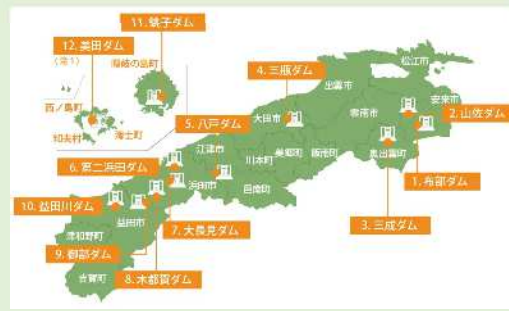 11. 銚子ダム
12. 美田ダム
(注1)
隠岐の島町
西ノ島町
海士町
知夫村
4. 三瓶ダム
松江市
出雲市
安来市
2. 山佐ダム
雲南市
大田市
5. 八戸ダム
江津市
川本町
美郷町
飯南町
奥出雲町
1. 布部ダム
6. 第二浜田ダム
浜田市
邑南町
3. 三成ダム
10. 益田川ダム
益田市
7. 大長見ダム
津和野町
9. 御部ダム
8. 木都賀ダム
吉賀町